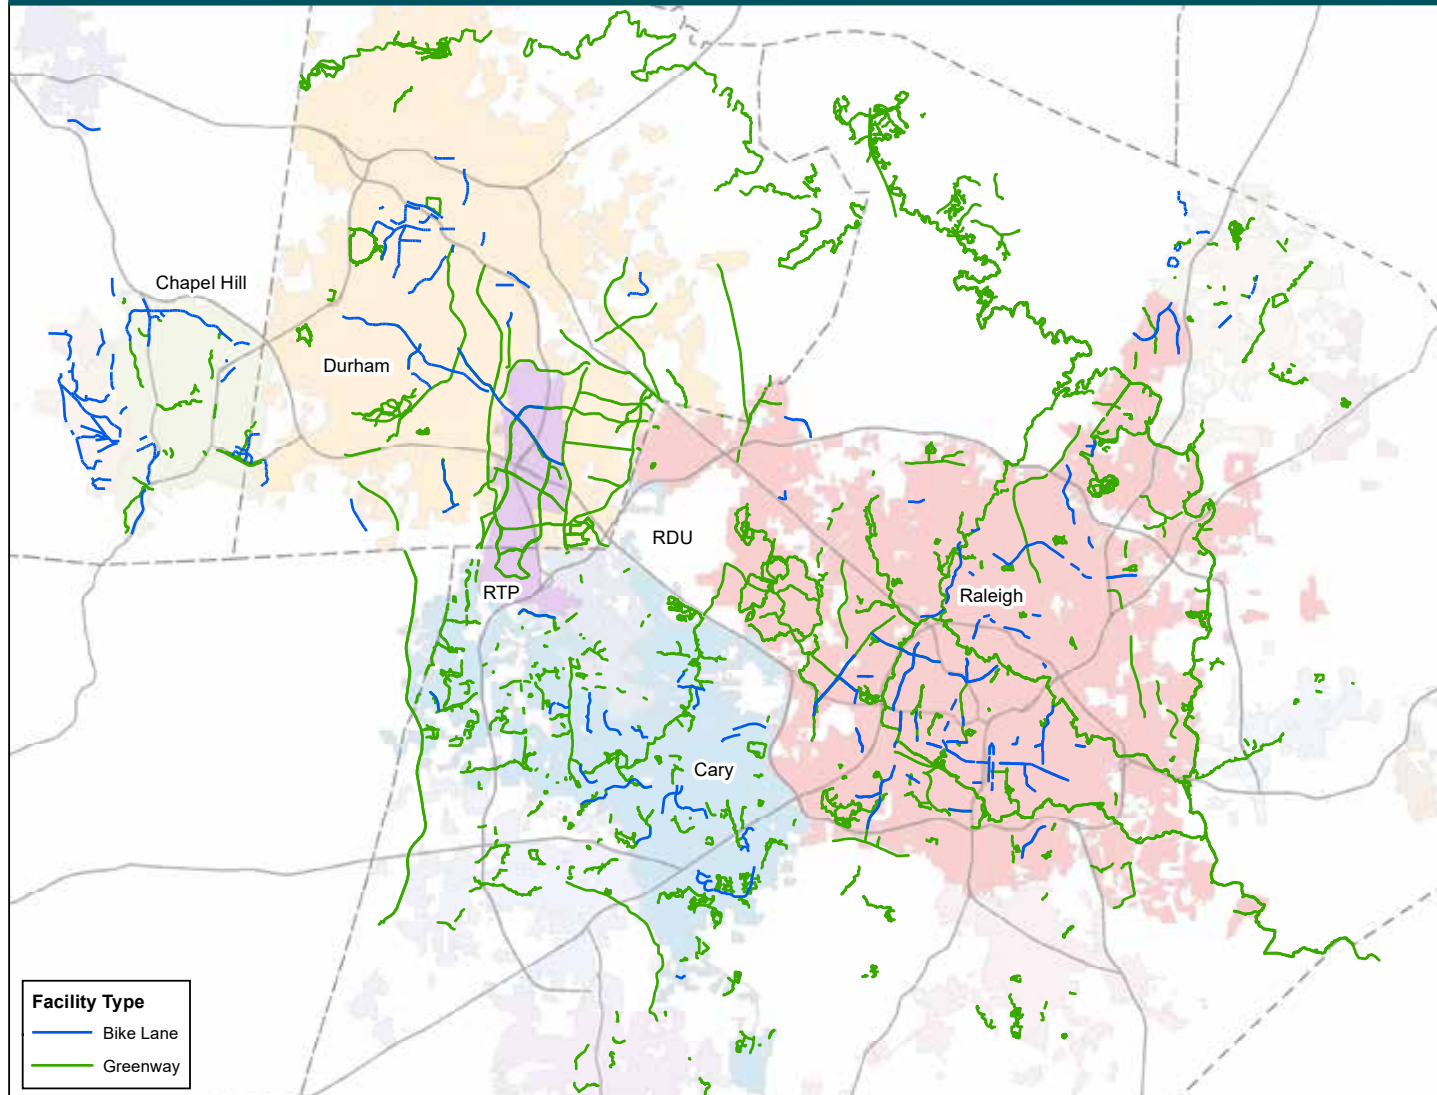 Chapel Hill
Durham
RDU
RTP
Raleigh
Cary
Facility Type
Bike Lane
Greenway